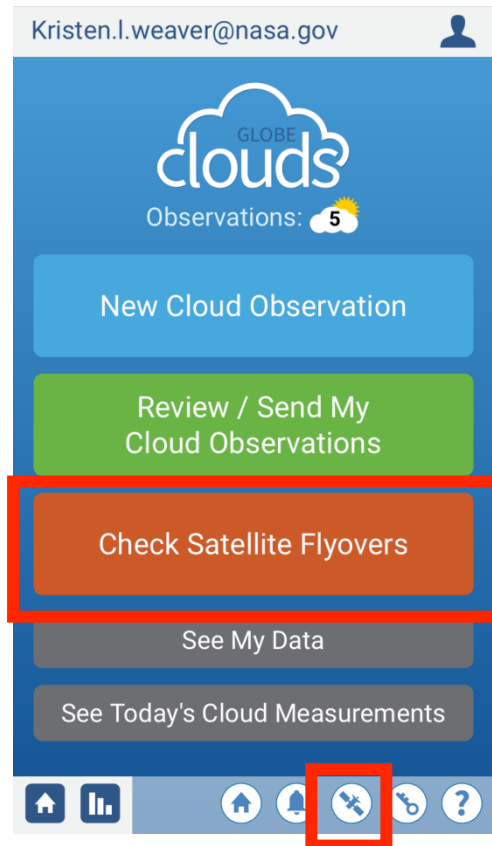 Kristen.l.weaver@nasa.gov
GLOBE
clouds
Observations: 5
New Cloud Observation
Review / Send My
Cloud Observations
Check Satellite Flyovers
See My Data
See Today's Cloud Measurements
?